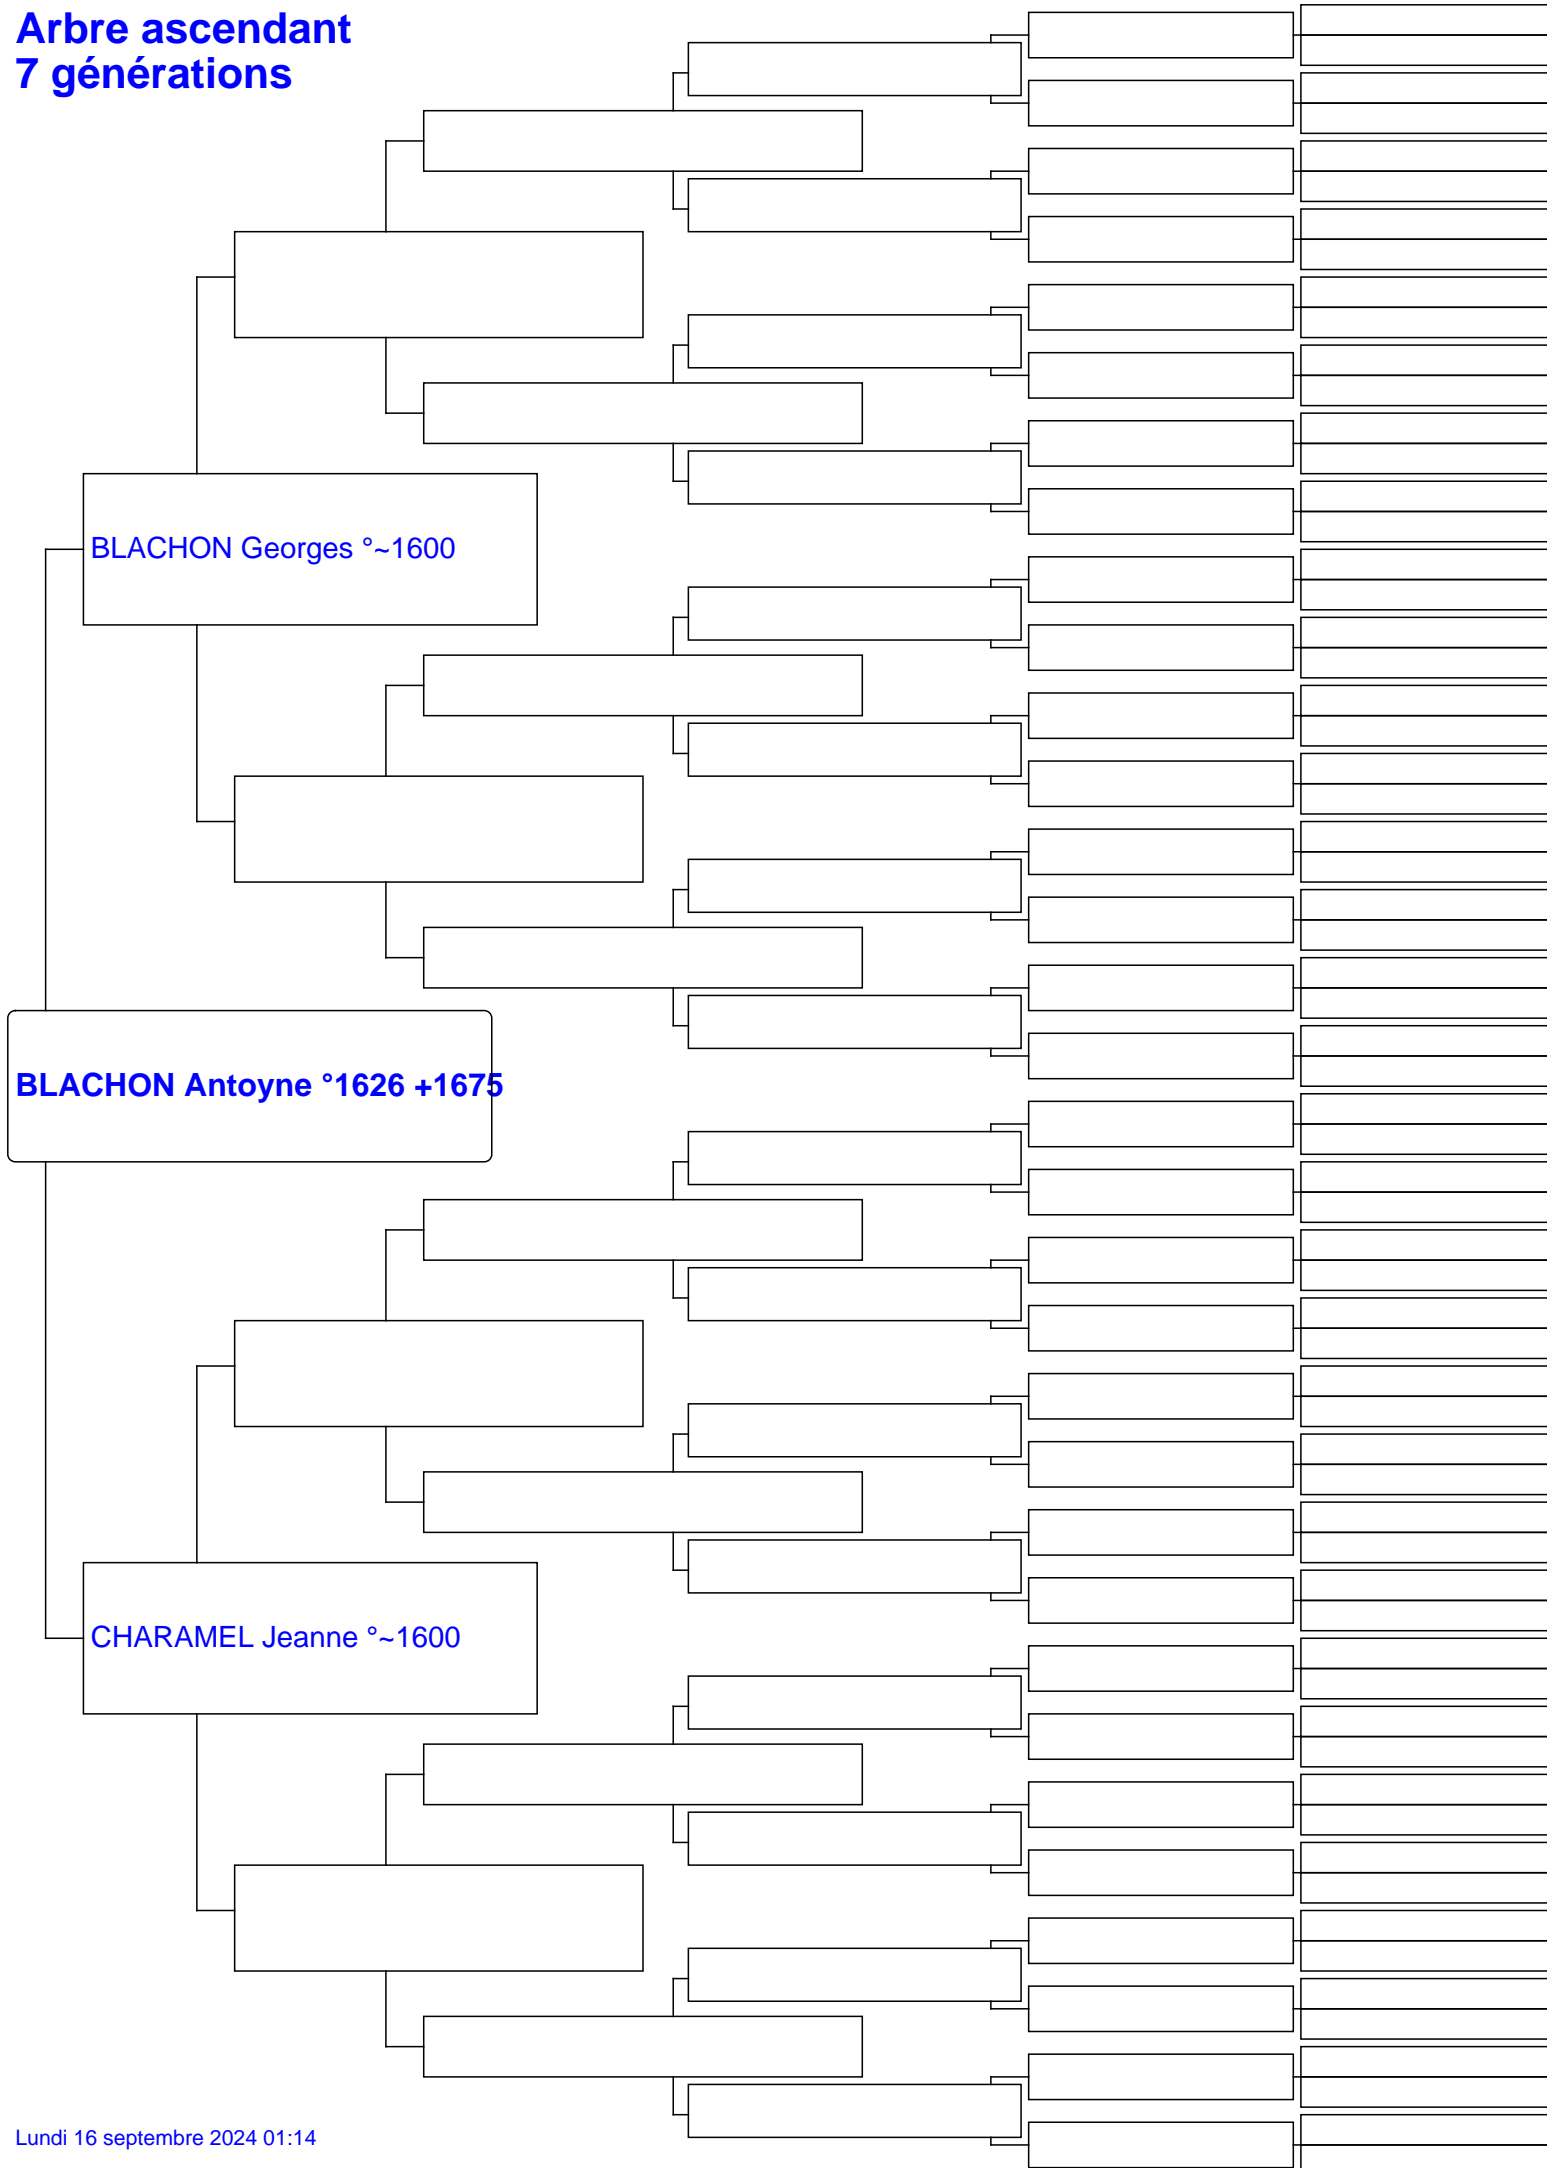 Arbre ascendant
7 générations
BLACHON Georges °~1600
BLACHON Antoyne °1626 +1675
CHARAMEL Jeanne °~1600
Lundi 16 septembre 2024 01:14